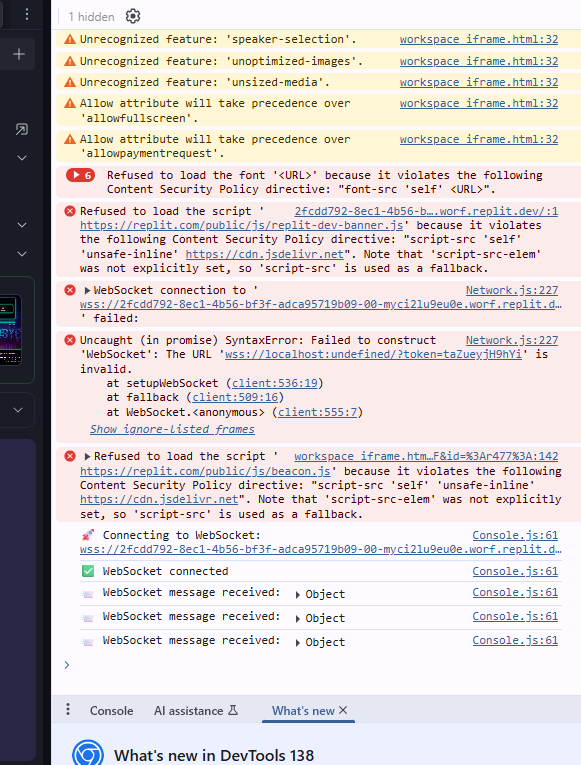 1 hidden
Unrecognized feature: 'speaker-selection'. workspace iframe.html:32
Unrecognized feature: 'unoptimized-images'. workspace iframe.html:32
Unrecognized feature: 'unsized-media'. workspace iframe.html:32
Allow attribute will take precedence over workspace iframe.html:32
'allowfullscreen'.
Allow attribute will take precedence over workspace iframe.html:32
'allowpaymentrequest'.
6 Refused to load the font '<URL>' because it violates the following
Content Security Policy directive: "font-src 'self' <URL>".
Refused to load the script ' 2fcdd792-8ec1-4b56-b….worf.replit.dev/:1
https://replit.com/public/js/replit-dev-banner.js' because it violates
the following Content Security Policy directive: "script-src 'self'
'unsafe-inline' https://cdn.jsdelivr.net". Note that 'script-src-elem'
was not explicitly set, so 'script-src' is used as a fallback.
WebSocket connection to ' Network.js:227
wss://2fcdd792-8ec1-4b56-bf3f-adca95719b09-00-myci2lu9eu0e.worf.replit.d…
' failed:
Uncaught (in promise) SyntaxError: Failed to construct Network.js:227
'WebSocket': The URL 'wss://localhost:undefined/?token=taZueyjH9hYi' is
invalid.
at setupWebSocket (client:536:19)
at fallback (client:509:16)
at WebSocket.<anonymous> (client:555:7)
Show ignore-listed frames
Refused to load the script ' workspace iframe.htm…F&id=%3Ar477%3A:142
https://replit.com/public/js/beacon.js' because it violates the following
Content Security Policy directive: "script-src 'self' 'unsafe-inline'
https://cdn.jsdelivr.net". Note that 'script-src-elem' was not explicitly
set, so 'script-src' is used as a fallback.
🚀 Connecting to WebSocket: Console.js:61
wss://2fcdd792-8ec1-4b56-bf3f-adca95719b09-00-myci2lu9eu0e.worf.replit.d…
✅ WebSocket connected Console.js:61
📨 WebSocket message received: Object Console.js:61
📨 WebSocket message received: Object Console.js:61
📨 WebSocket message received: Object Console.js:61
Console AI assistance What's new
What's new in DevTools 138